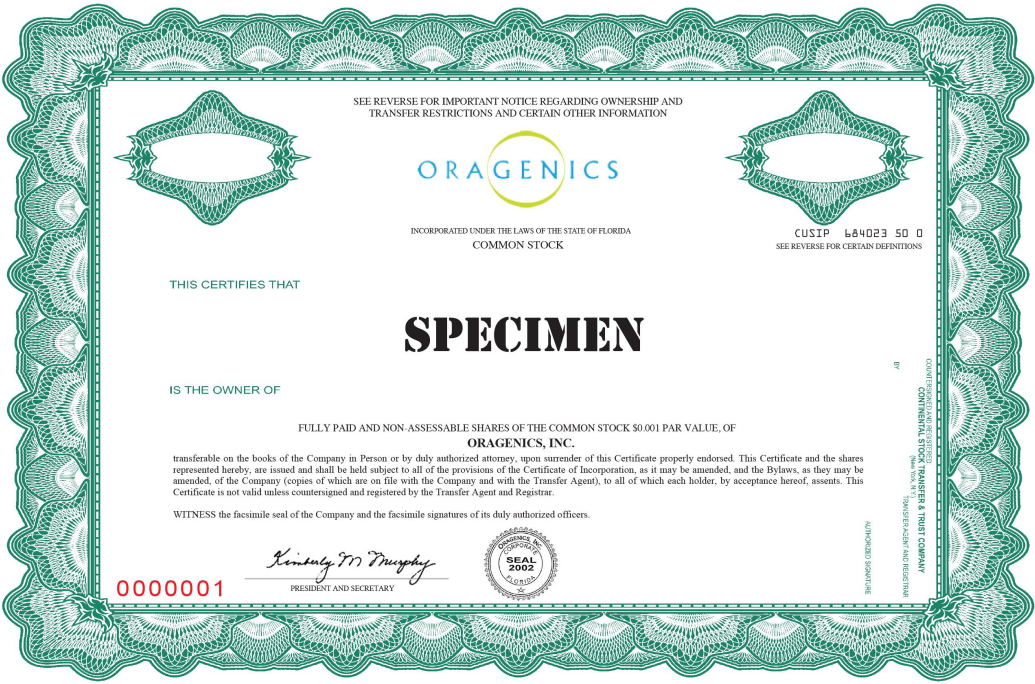 SEE REVERSE FOR IMPORTANT NOTICE REGARDING OWNERSHIP AND
TRANSFER RESTRICTIONS AND CERTAIN OTHER INFORMATION
ORAGENICS
INCORPORATED UNDER THE LAWS OF THE STATE OF FLORIDA
COMMON STOCK
CUSIP 684023 50 0
SEE REVERSE FOR CERTAIN DEFINITIONS
THIS CERTIFIES THAT
SPECIMEN
IS THE OWNER OF
FULLY PAID AND NON-ASSESSABLE SHARES OF THE COMMON STOCK $0.001 PAR VALUE, OF
ORAGENICS, INC.
transferable on the books of the Company in Person or by duly authorized attorney, upon surrender of this Certificate properly endorsed. This Certificate and the shares
represented hereby, are issued and shall be held subject to all of the provisions of the Certificate of Incorporation, as it may be amended, and the Bylaws, as they may be
amended, of the Company (copies of which are on file with the Company and with the Transfer Agent), to all of which each holder, by acceptance hereof, assents. This
Certificate is not valid unless countersigned and registered by the Transfer Agent and Registrar.
WITNESS the facsimile seal of the Company and the facsimile signatures of its duly authorized officers.
Kimberly M Murphy
PRESIDENT AND SECRETARY
0000001
ORAGENICS, INC.
CORPORATE
SEAL
2002
FLORIDA
COUNTERSIGNED AND REGISTERED
CONTINENTAL STOCK TRANSFER & TRUST COMPANY
(New York, N.Y.)
TRANSFER AGENT AND REGISTRAR
BY
AUTHORIZED SIGNATURE